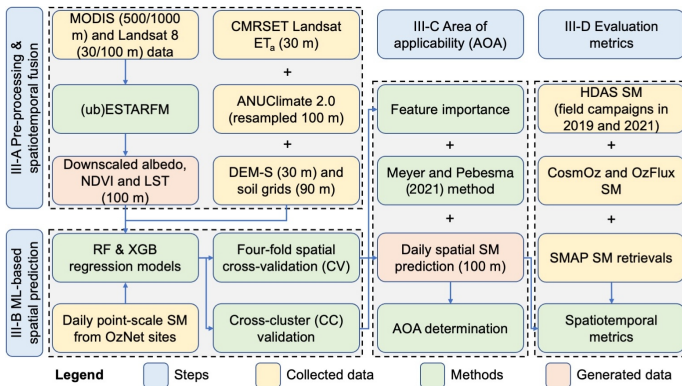 III-A Pre-processing &
spatiotemporal fusion
MODIS (500/1000
m) and Landsat 8
(30/100 m) data
(ub)ESTARFM
Downscaled albedo,
NDVI and LST
(100 m)
CMRSET Landsat
ETa (30 m)
+
ANUClimate 2.0
(resampled 100 m)
+
DEM-S (30 m) and
soil grids (90 m)
III-C Area of
applicability (AOA)
Feature importance
+
Meyer and Pebesma
(2021) method
+
Daily spatial SM
prediction (100 m)
AOA determination
III-D Evaluation
metrics
HDAS SM
(field campaigns in
2019 and 2021)
+
CosmOz and OzFlux
SM
+
SMAP SM retrievals
Spatiotemporal
metrics
III-B ML-based
spatial prediction
RF & XGB
regression models
Daily point-scale SM
from OzNet sites
Four-fold spatial
cross-validation (CV)
Cross-cluster (CC)
validation
Legend
Steps
Collected data
Methods
Generated data